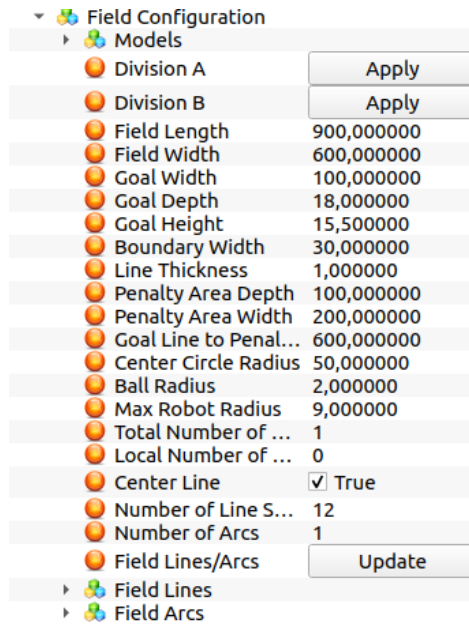 Field Configuration
Models
Division A Apply
Division B Apply
Field Length 900,000000
Field Width 600,000000
Goal Width 100,000000
Goal Depth 18,000000
Goal Height 15,500000
Boundary Width 30,000000
Line Thickness 1,000000
Penalty Area Depth 100,000000
Penalty Area Width 200,000000
Goal Line to Penal... 600,000000
Center Circle Radius 50,000000
Ball Radius 2,000000
Max Robot Radius 9,000000
Total Number of ... 1
Local Number of ... 0
Center Line True
Number of Line S... 12
Number of Arcs 1
Field Lines/Arcs Update
Field Lines
Field Arcs